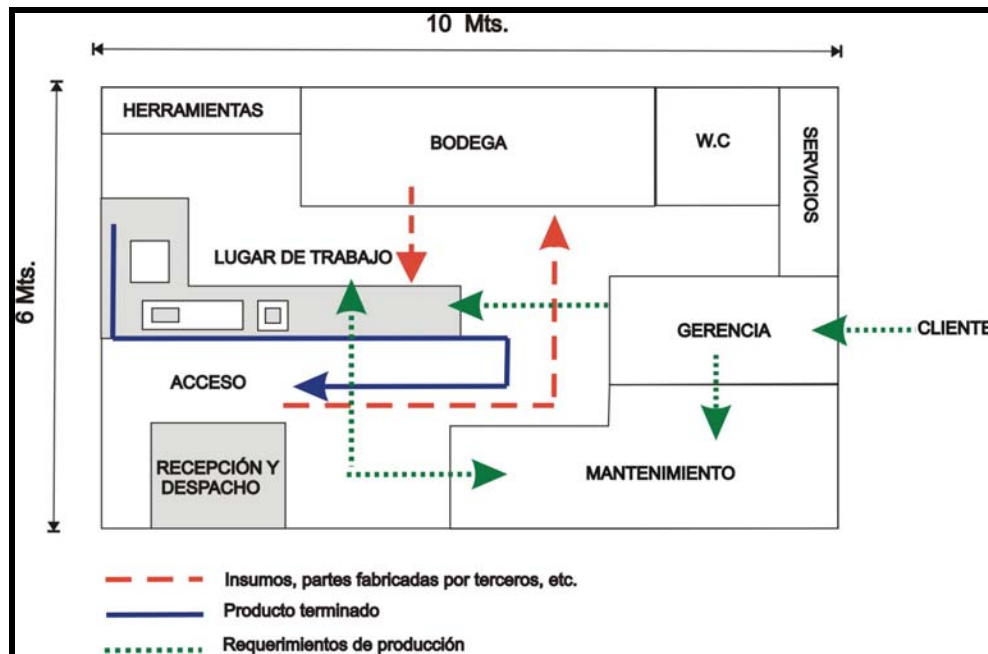 10 Mts.
HERRAMIENTAS
BODEGA
W.C
SERVICIOS
6 Mts.
LUGAR DE TRABAJO
GERENCIA
CLIENTE
ACCESO
RECEPCIÓN Y
DESPACHO
MANTENIMIENTO
Insumos, partes fabricadas por terceros, etc.
Producto terminado
Requerimientos de producción